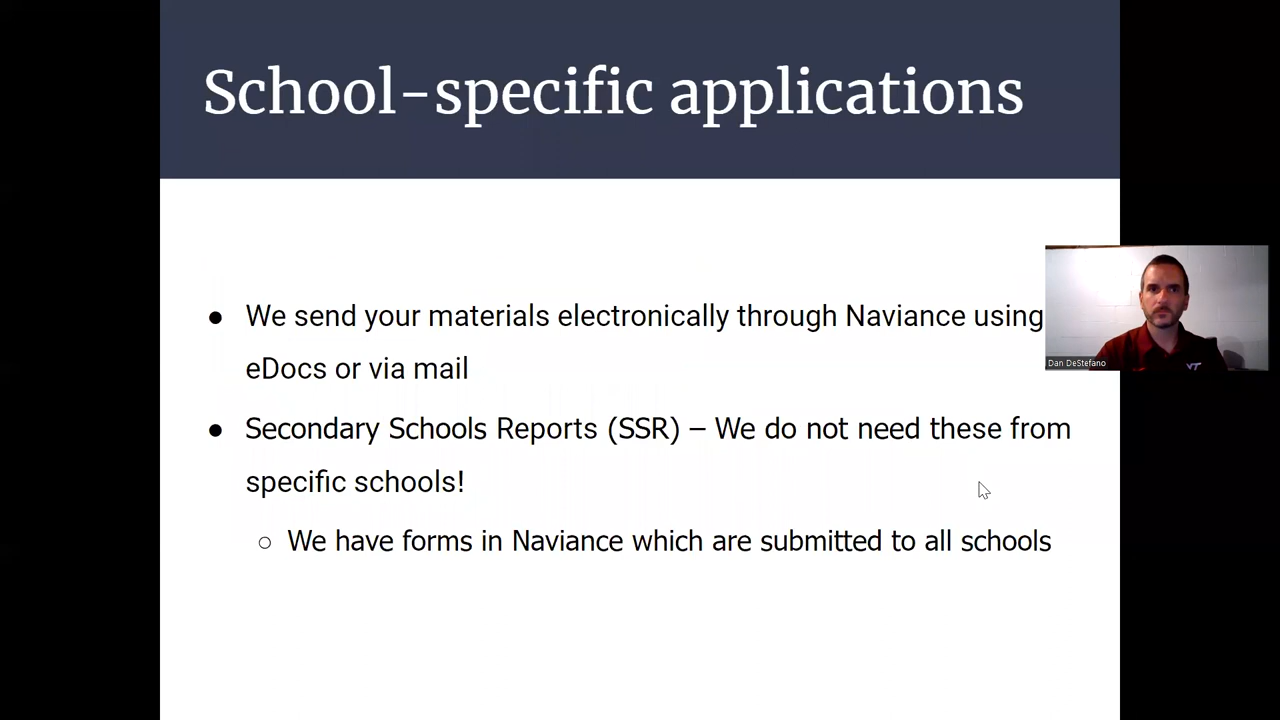 School-specific applications
● We send your materials electronically through Naviance using
eDocs or via mail
● Secondary Schools Reports (SSR) – We do not need these from
specific schools!
○ We have forms in Naviance which are submitted to all schools
Dan DeStefano
VT